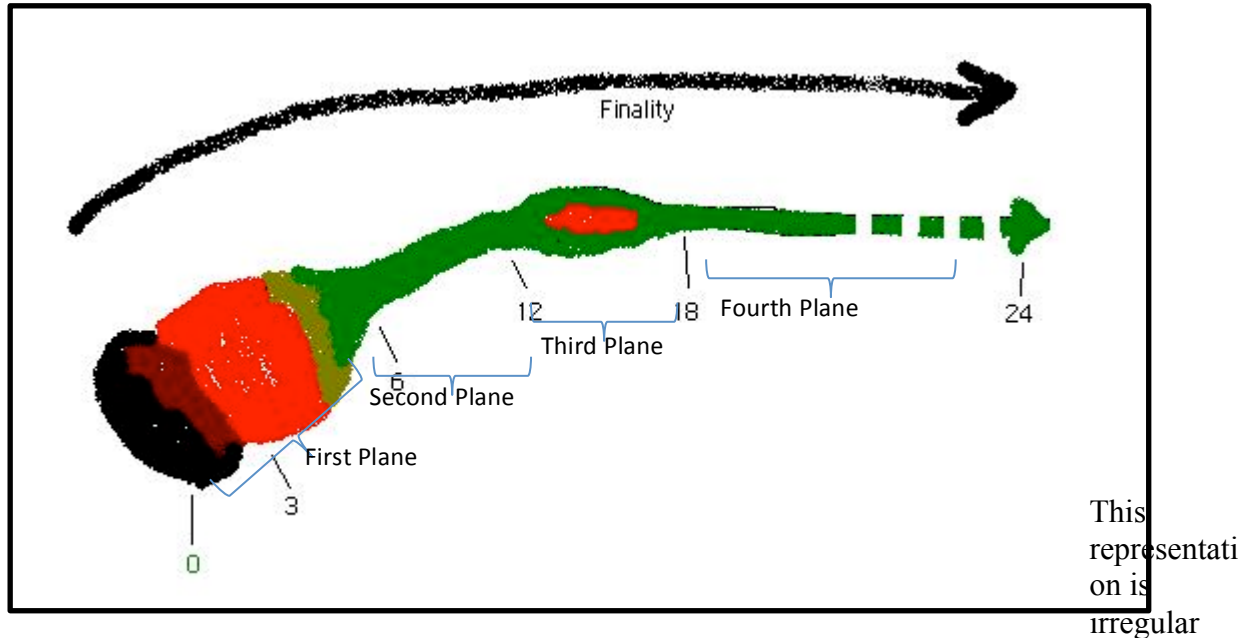 Finality
12
18
Fourth Plane
24
Third Plane
6
Second Plane
First Plane
3
0
This
representati
on is
irregular